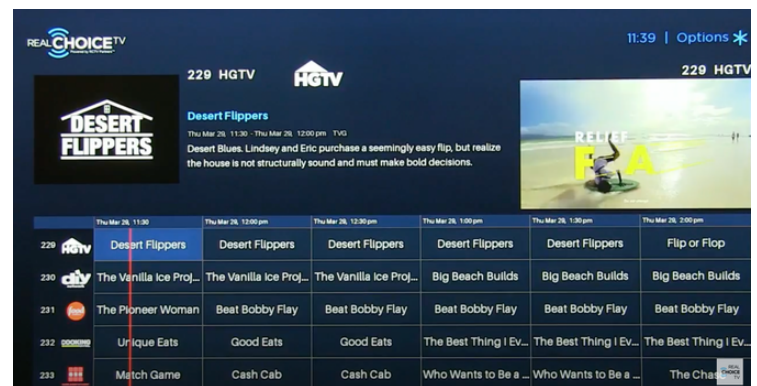 REAL CHOICE TV
11:39 | Options
229 HGTV
HGTV
229 HGTV
DESERT FLIPPERS
Desert Flippers
Thu Mar 29, 11:30 - Thu Mar 29, 12:00 pm TVG
Desert Blues. Lindsey and Eric purchase a seemingly easy flip, but realize
the house is not structurally sound and must make bold decisions.
RELIEF
F A
Thu Mar 29, 11:30 Thu Mar 29, 12:00 pm Thu Mar 29, 12:30 pm Thu Mar 29, 1:00 pm Thu Mar 29, 1:30 pm Thu Mar 29, 2:00 pm
229 HGTV Desert Flippers Desert Flippers Desert Flippers Desert Flippers Desert Flippers Flip or Flop
230 diy The Vanilla Ice Proj... The Vanilla Ice Proj... The Vanilla Ice Proj... Big Beach Builds Big Beach Builds Big Beach Builds
231 food The Pioneer Woman Beat Bobby Flay Beat Bobby Flay Beat Bobby Flay Beat Bobby Flay Beat Bobby Flay
232 COOKING Unique Eats Good Eats Good Eats The Best Thing I Ev... The Best Thing I Ev... The Best Thing I Ev...
233 Match Game Cash Cab Cash Cab Who Wants to Be a ... Who Wants to Be a ... The Chase
REAL CHOICE TV